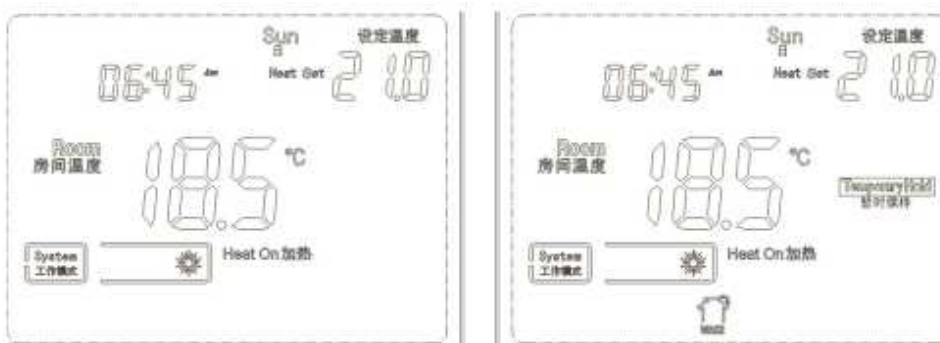 Sun
日
设定温度
06:45 AM
Heat Set
21.0
Room
房间温度
18.5
°C
System
工作模式
Heat On 加热
Sun
日
设定温度
06:45 AM
Heat Set
21.0
Room
房间温度
18.5
°C
Temporary Hold
暂时保持
System
工作模式
Heat On 加热